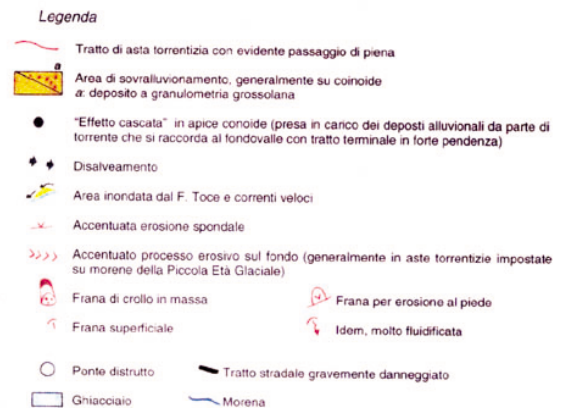 Legenda
Tratto di asta torrentizia con evidente passaggio di piena
a
Area di sovralluvionamento, generalmente su coinoide
a: deposito a granulometria grossolana
"Effetto cascata" in apice conoide (presa in carico dei depositi alluvionali da parte di
torrente che si raccorda al fondovalle con tratto terminale in forte pendenza)
Disalveamento
Area inondata dal F. Toce e correnti veloci
Accentuata erosione spondale
Accentuato processo erosivo sul fondo (generalmente in aste torrentizie impostate
su morene della Piccola Età Glaciale)
Frana di crollo in massa
Frana per erosione al piede
Frana superficiale
Idem, molto fluidificata
Ponte distrutto
Tratto stradale gravemente danneggiato
Ghiacciaio
Morena